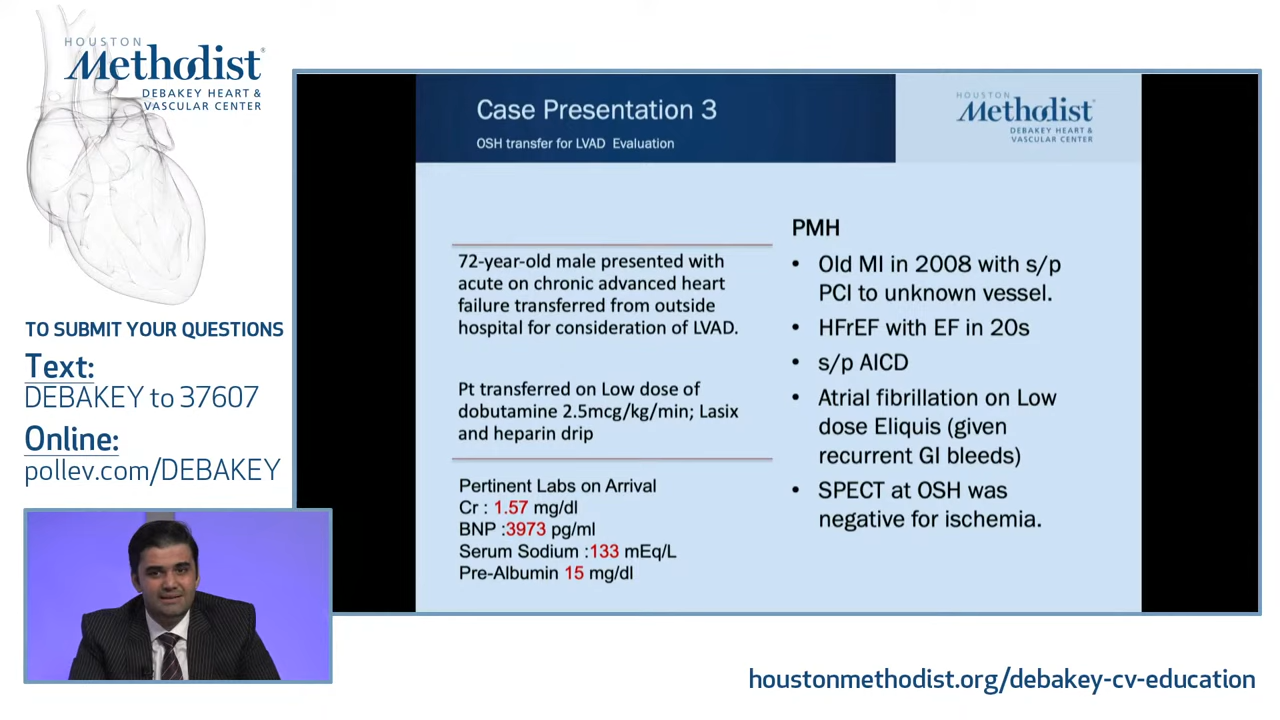 HOUSTON
Methodist®
DEBAKEY HEART &
VASCULAR CENTER
TO SUBMIT YOUR QUESTIONS
Text:
DEBAKEY to 37607
Online:
pollev.com/DEBAKEY
Case Presentation 3
OSH transfer for LVAD Evaluation
HOUSTON
Methodist®
DEBAKEY HEART &
VASCULAR CENTER
72-year-old male presented with
acute on chronic advanced heart
failure transferred from outside
hospital for consideration of LVAD.
Pt transferred on Low dose of
dobutamine 2.5mcg/kg/min; Lasix
and heparin drip
Pertinent Labs on Arrival
Cr : 1.57 mg/dl
BNP :3973 pg/ml
Serum Sodium :133 mEq/L
Pre-Albumin 15 mg/dl
PMH
• Old MI in 2008 with s/p
PCI to unknown vessel.
• HFrEF with EF in 20s
• s/p AICD
• Atrial fibrillation on Low
dose Eliquis (given
recurrent GI bleeds)
• SPECT at OSH was
negative for ischemia.
houstonmethodist.org/debakey-cv-education